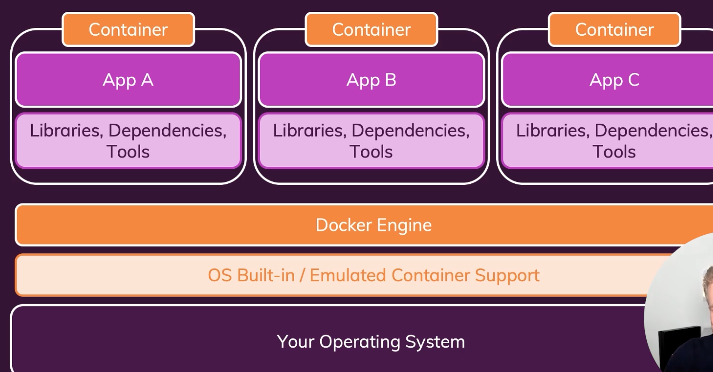 Container
Container
Container
App A
App B
App C
Libraries, Dependencies,
Tools
Libraries, Dependencies,
Tools
Libraries, Dependencies,
Tools
Docker Engine
OS Built-in / Emulated Container Support
Your Operating System